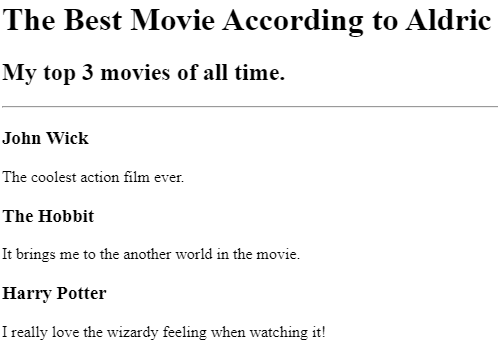 The Best Movie According to Aldric
My top 3 movies of all time.
John Wick
The coolest action film ever.
The Hobbit
It brings me to the another world in the movie.
Harry Potter
I really love the wizardy feeling when watching it!